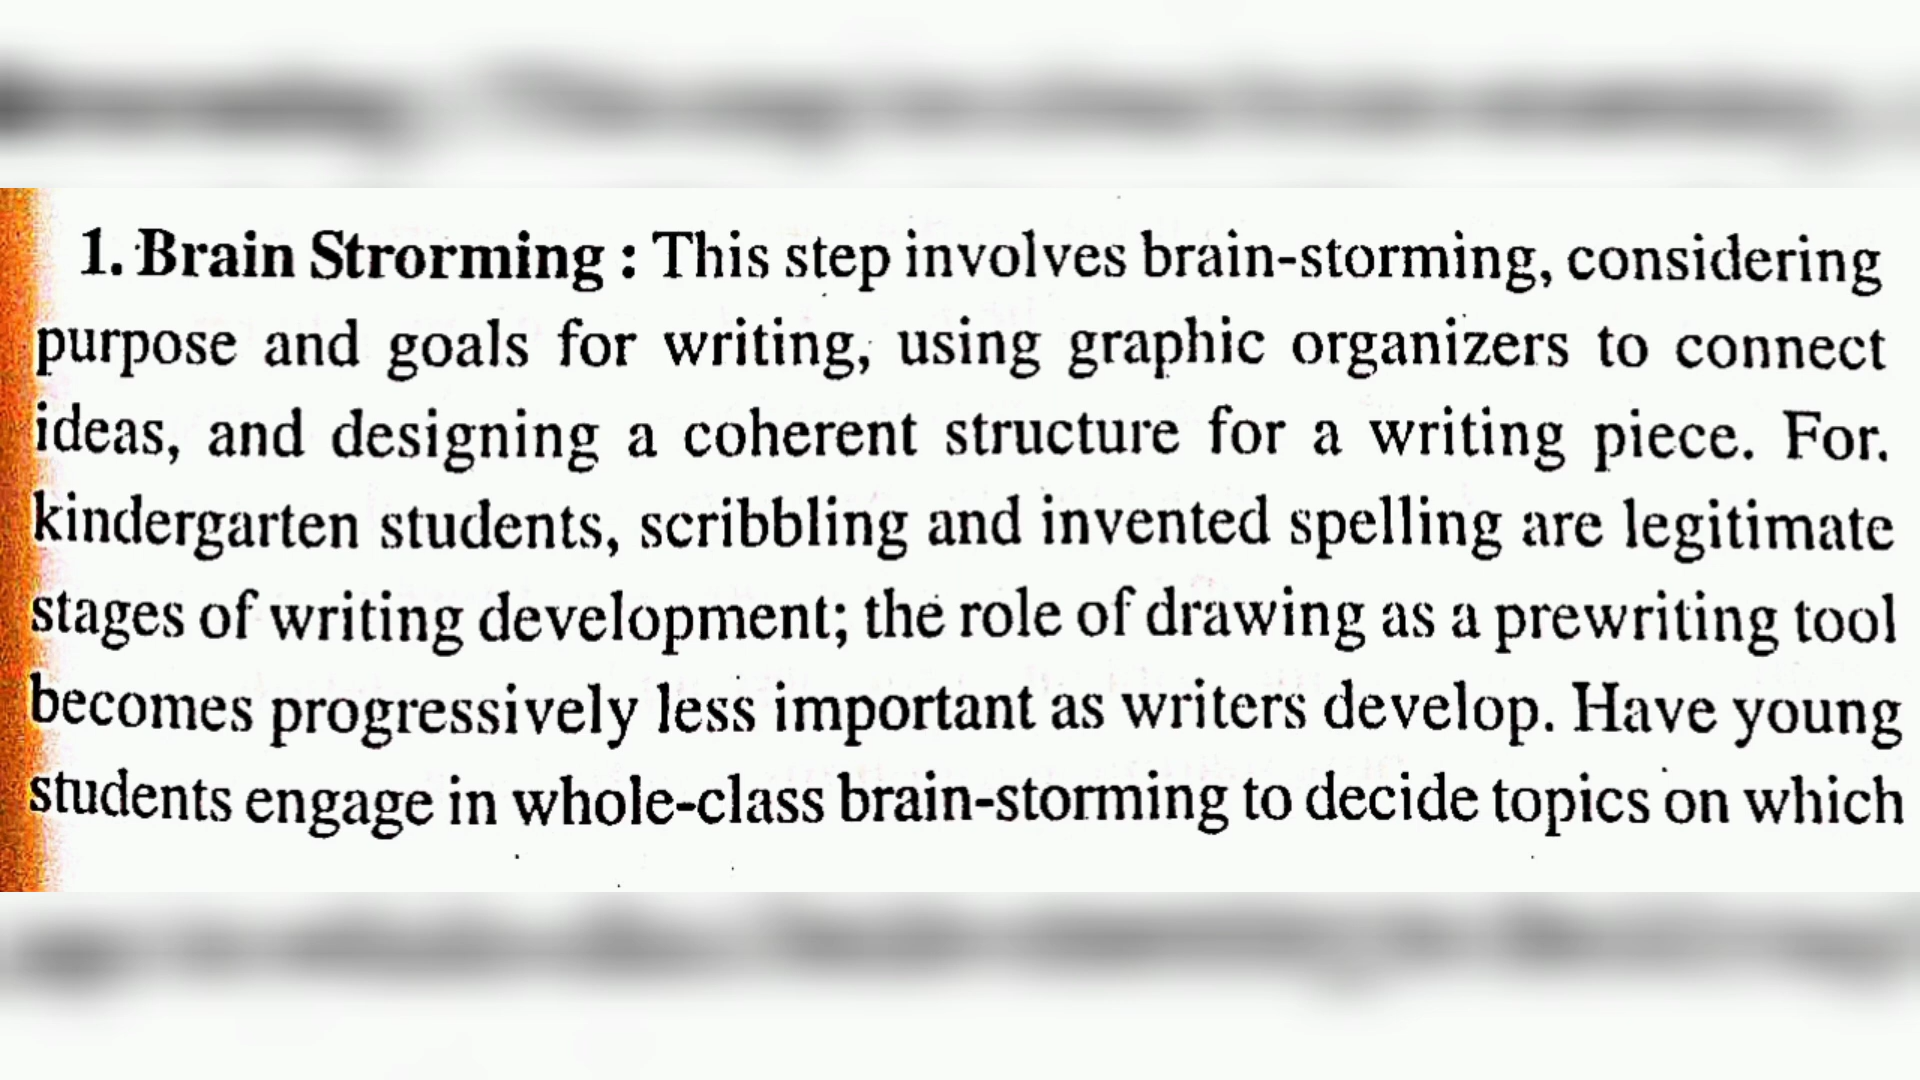 1. Brain Strorming : This step involves brain-storming, considering
purpose and goals for writing, using graphic organizers to connect
ideas, and designing a coherent structure for a writing piece. For.
kindergarten students, scribbling and invented spelling are legitimate
stages of writing development; the role of drawing as a prewriting tool
becomes progressively less important as writers develop. Have young
students engage in whole-class brain-storming to decide topics on which